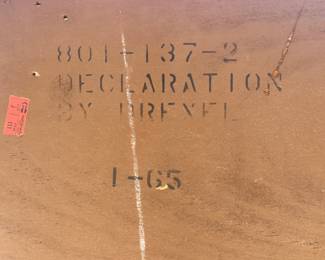 801-137-2
DECLARATION
BY DREXEL
1-65